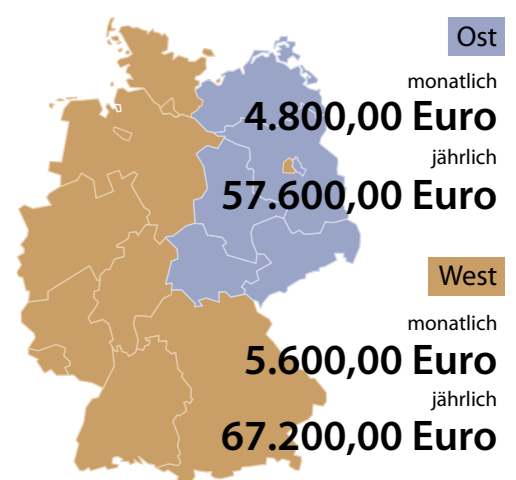 Ost
monatlich
4.800,00 Euro
jährlich
57.600,00 Euro
West
monatlich
5.600,00 Euro
jährlich
67.200,00 Euro